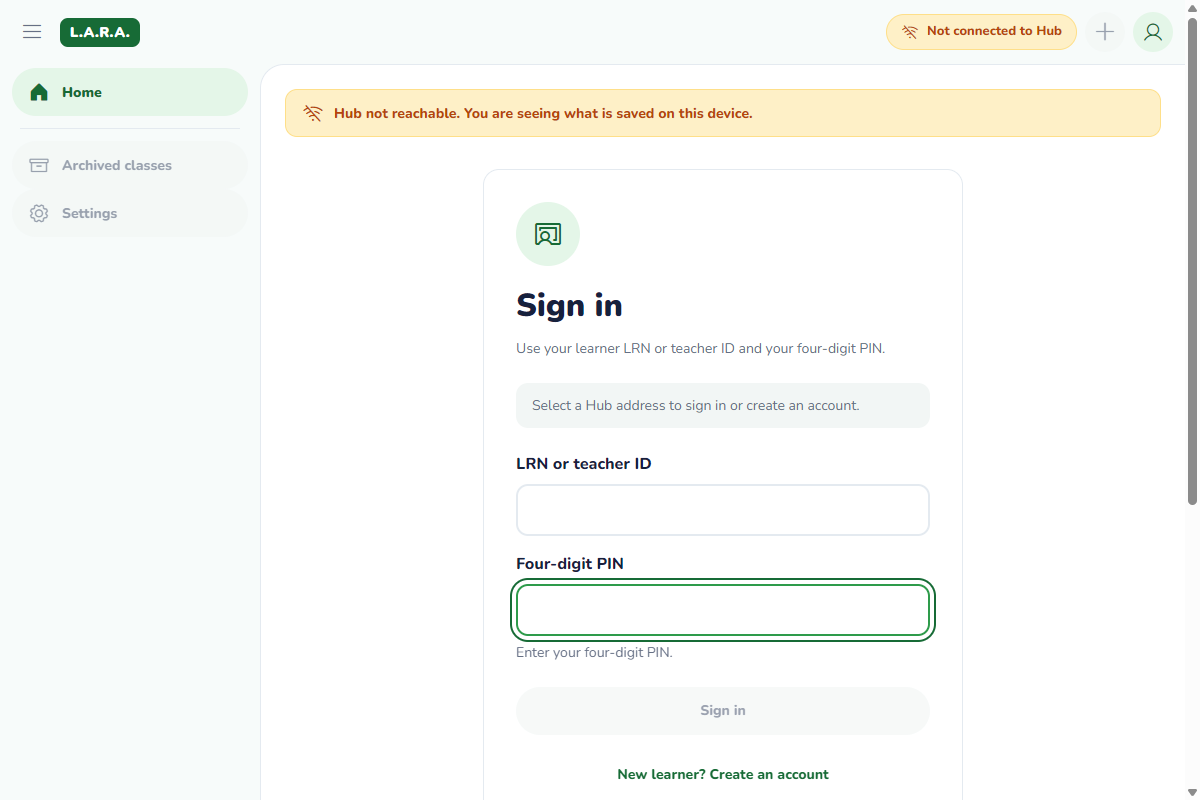 L.A.R.A.
Not connected to Hub
Home
Archived classes
Settings
Hub not reachable. You are seeing what is saved on this device.
Sign in
Use your learner LRN or teacher ID and your four-digit PIN.
Select a Hub address to sign in or create an account.
LRN or teacher ID
Four-digit PIN
Enter your four-digit PIN.
Sign in
New learner? Create an account